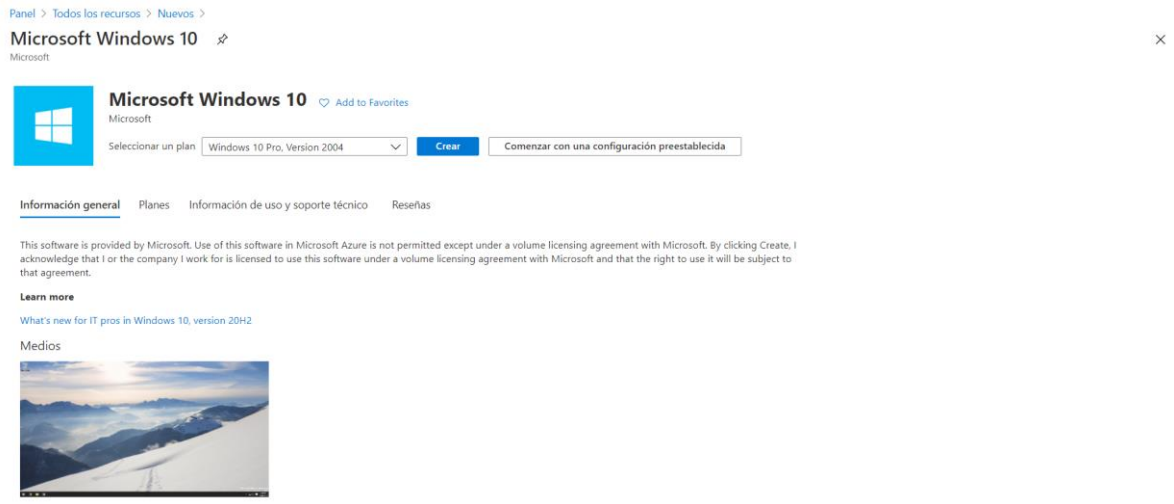 Panel > Todos los recursos > Nuevos >
Microsoft Windows 10
Microsoft
Microsoft Windows 10 Add to Favorites
Microsoft
Seleccionar un plan Windows 10 Pro, Version 2004 Crear Comenzar con una configuración preestablecida
Información general Planes Información de uso y soporte técnico Reseñas
This software is provided by Microsoft. Use of this software in Microsoft Azure is not permitted except under a volume licensing agreement with Microsoft. By clicking Create, I
acknowledge that I or the company I work for is licensed to use this software under a volume licensing agreement with Microsoft and that the right to use it will be subject to
that agreement.
Learn more
What's new for IT pros in Windows 10, version 20H2
Medios